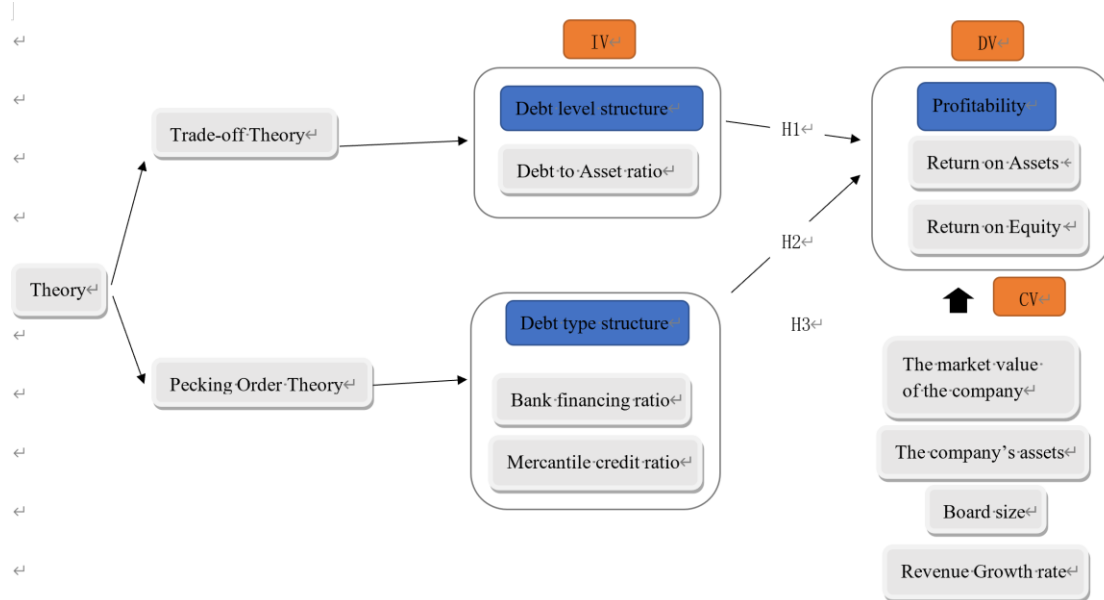 IV
DV
Debt level structure
Profitability
Trade-off Theory
H1
Debt to Asset ratio
Return on Assets
Return on Equity
H2
Theory
CV
Debt type structure
H3
The market value
of the company
Pecking Order Theory
Bank financing ratio
The company's assets
Mercantile credit ratio
Board size
Revenue Growth rate